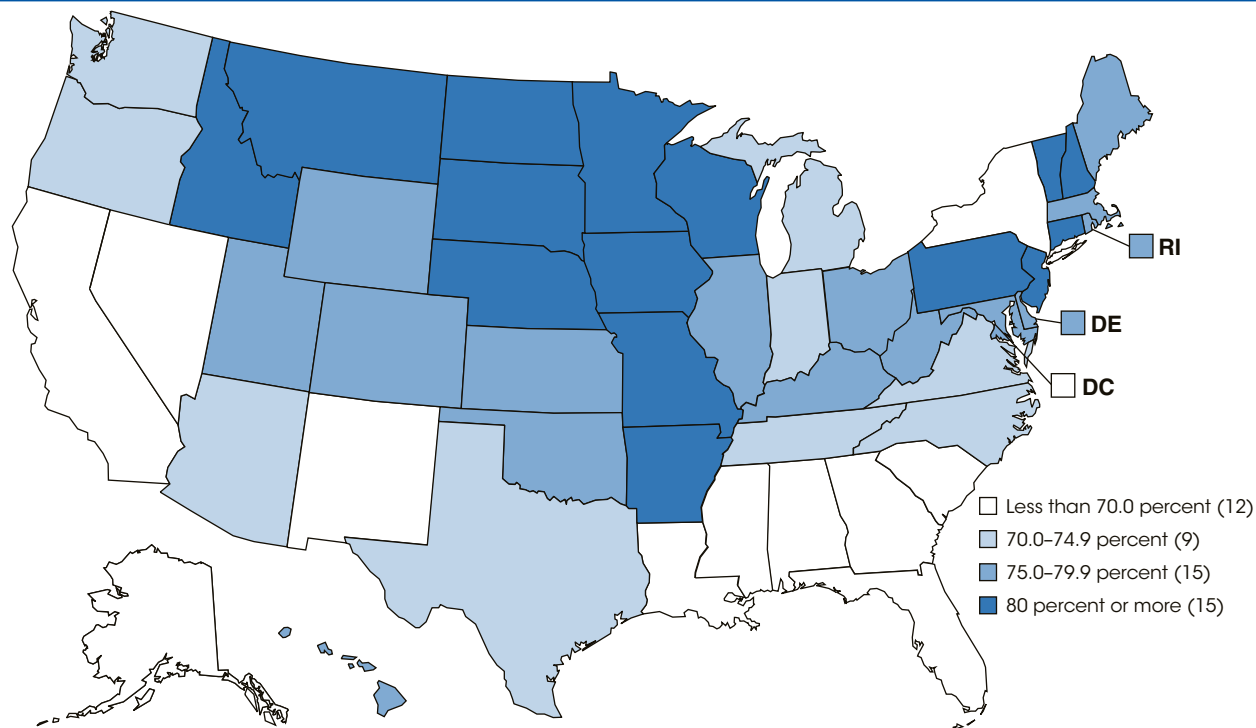 RI
DE
DC
Less than 70.0 percent (12)
70.0–74.9 percent (9)
75.0–79.9 percent (15)
80 percent or more (15)